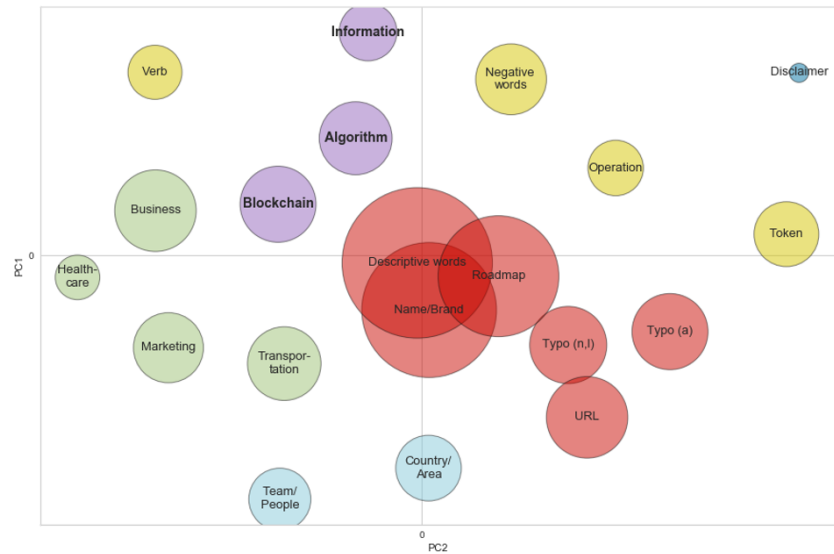 Information
Verb
Negative
words
Disclaimer
Algorithm
Operation
Blockchain
Business
Token
0
PC1
Descriptive words
Health-
care
Roadmap
Name/Brand
Typo (a)
Typo (n,l)
Marketing
Transpor-
tation
URL
Country/
Area
Team/
People
0
PC2